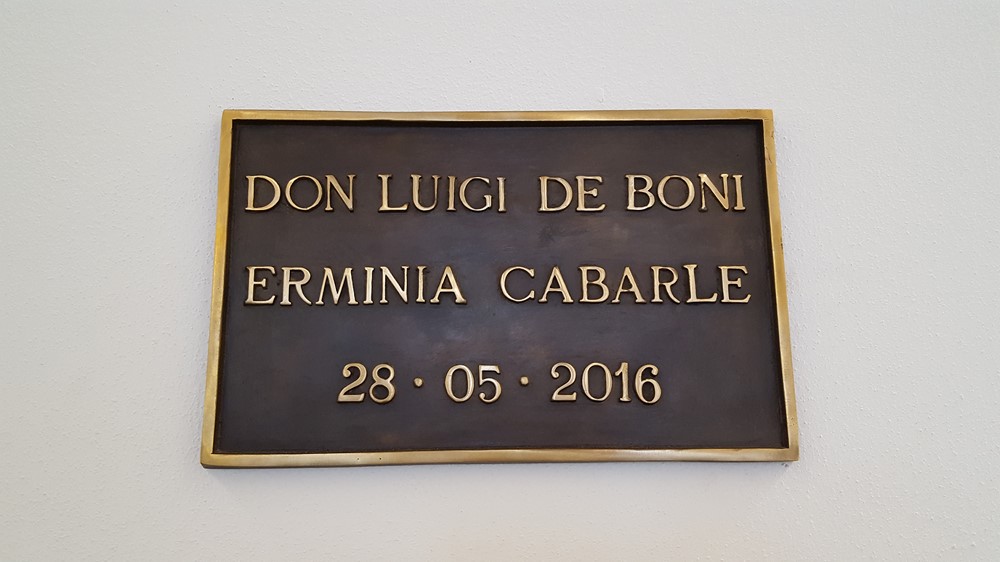 DON LUIGI DE BONI
ERMINIA CABARLE
28 · 05 · 2016